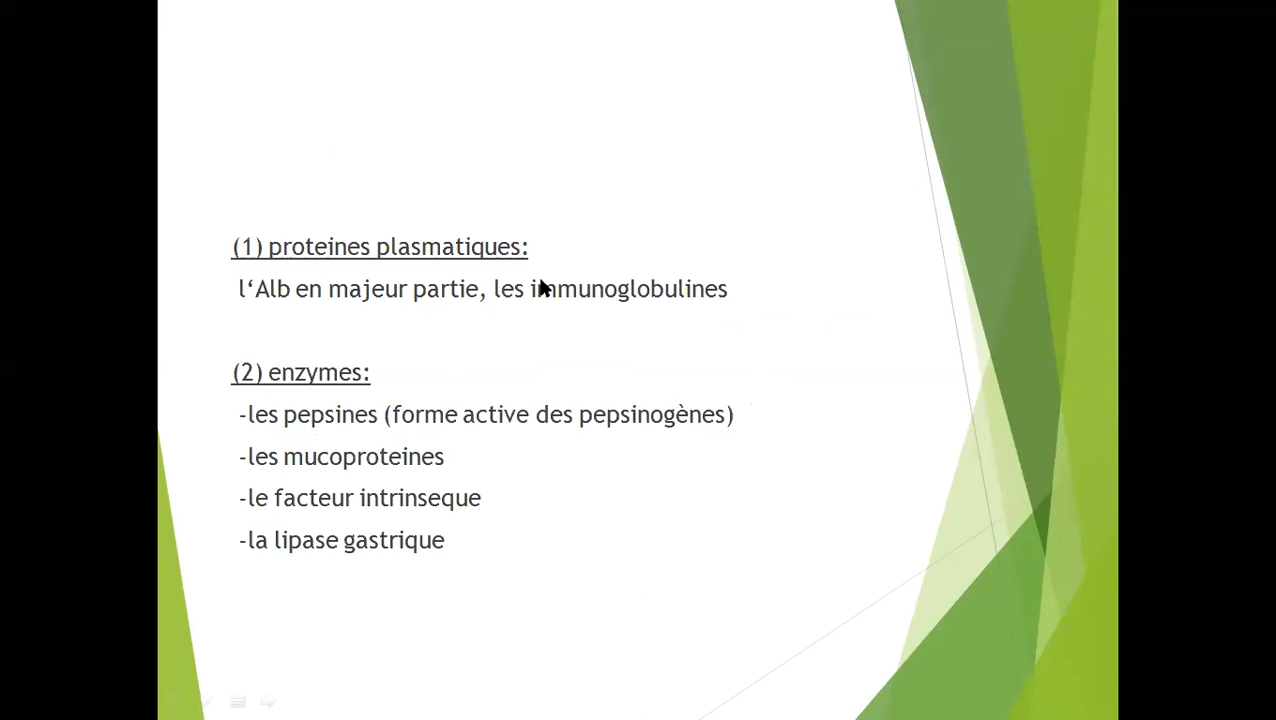 (1) proteines plasmatiques:
l‘Alb en majeur partie, les immunoglobulines
(2) enzymes:
-les pepsines (forme active des pepsinogènes)
-les mucoproteines
-le facteur intrinseque
-la lipase gastrique